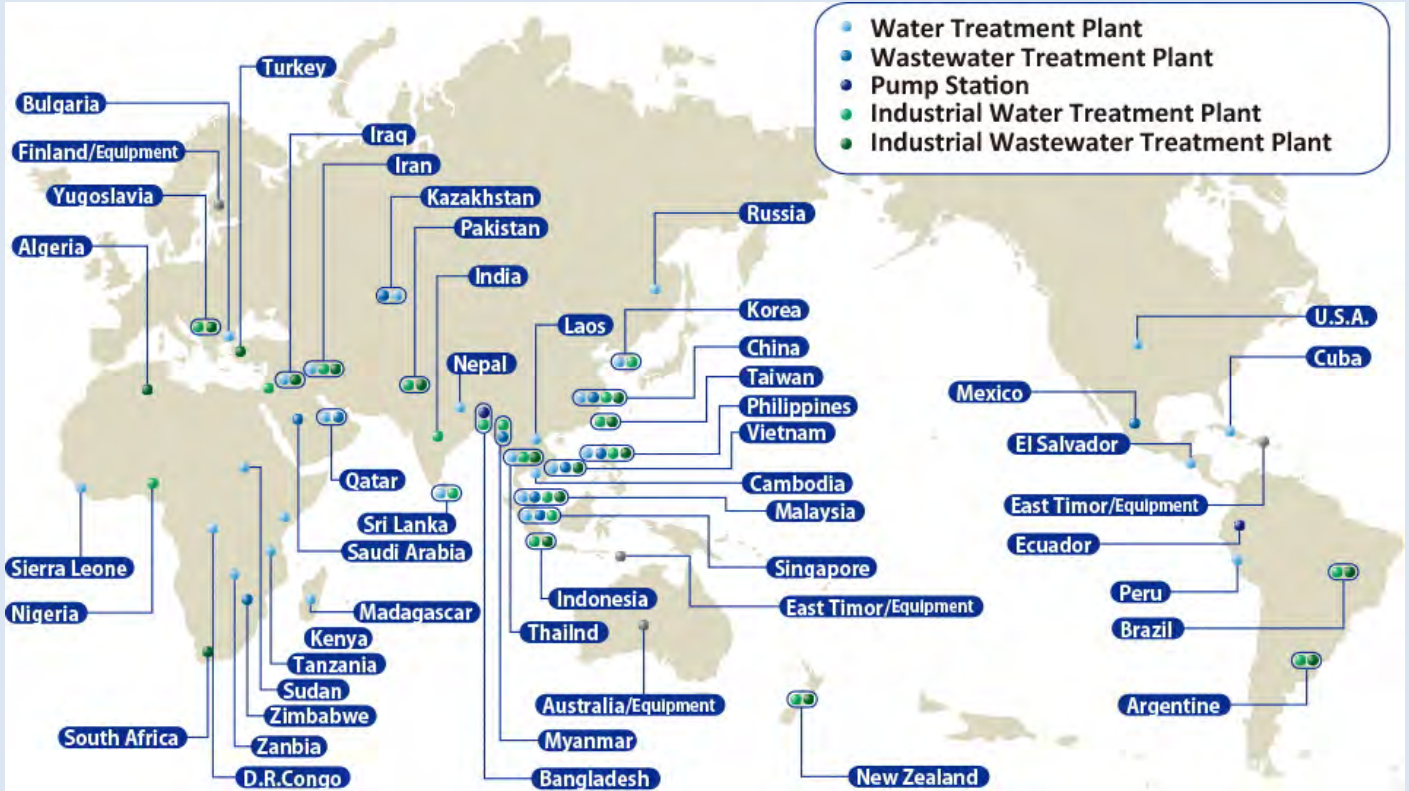 Water Treatment Plant
Wastewater Treatment Plant
Pump Station
Industrial Water Treatment Plant
Industrial Wastewater Treatment Plant
Turkey
Bulgaria
Iraq
Finland/Equipment
Iran
Yugoslavia
Kazakhstan
Pakistan
Russia
Algeria
India
Korea
U.S.A.
Laos
China
Cuba
Nepal
Taiwan
Mexico
Philippines
Vietnam
El Salvador
Qatar
Cambodia
East Timor/Equipment
Malaysia
Sri Lanka
Saudi Arabia
Ecuador
Sierra Leone
Singapore
Peru
Indonesia
East Timor/Equipment
Nigeria
Madagascar
Brazil
Thailnd
Kenya
Tanzania
Sudan
Australia/Equipment
Argentine
Zimbabwe
South Africa
Myanmar
Zanbia
D.R.Congo
Bangladesh
New Zealand